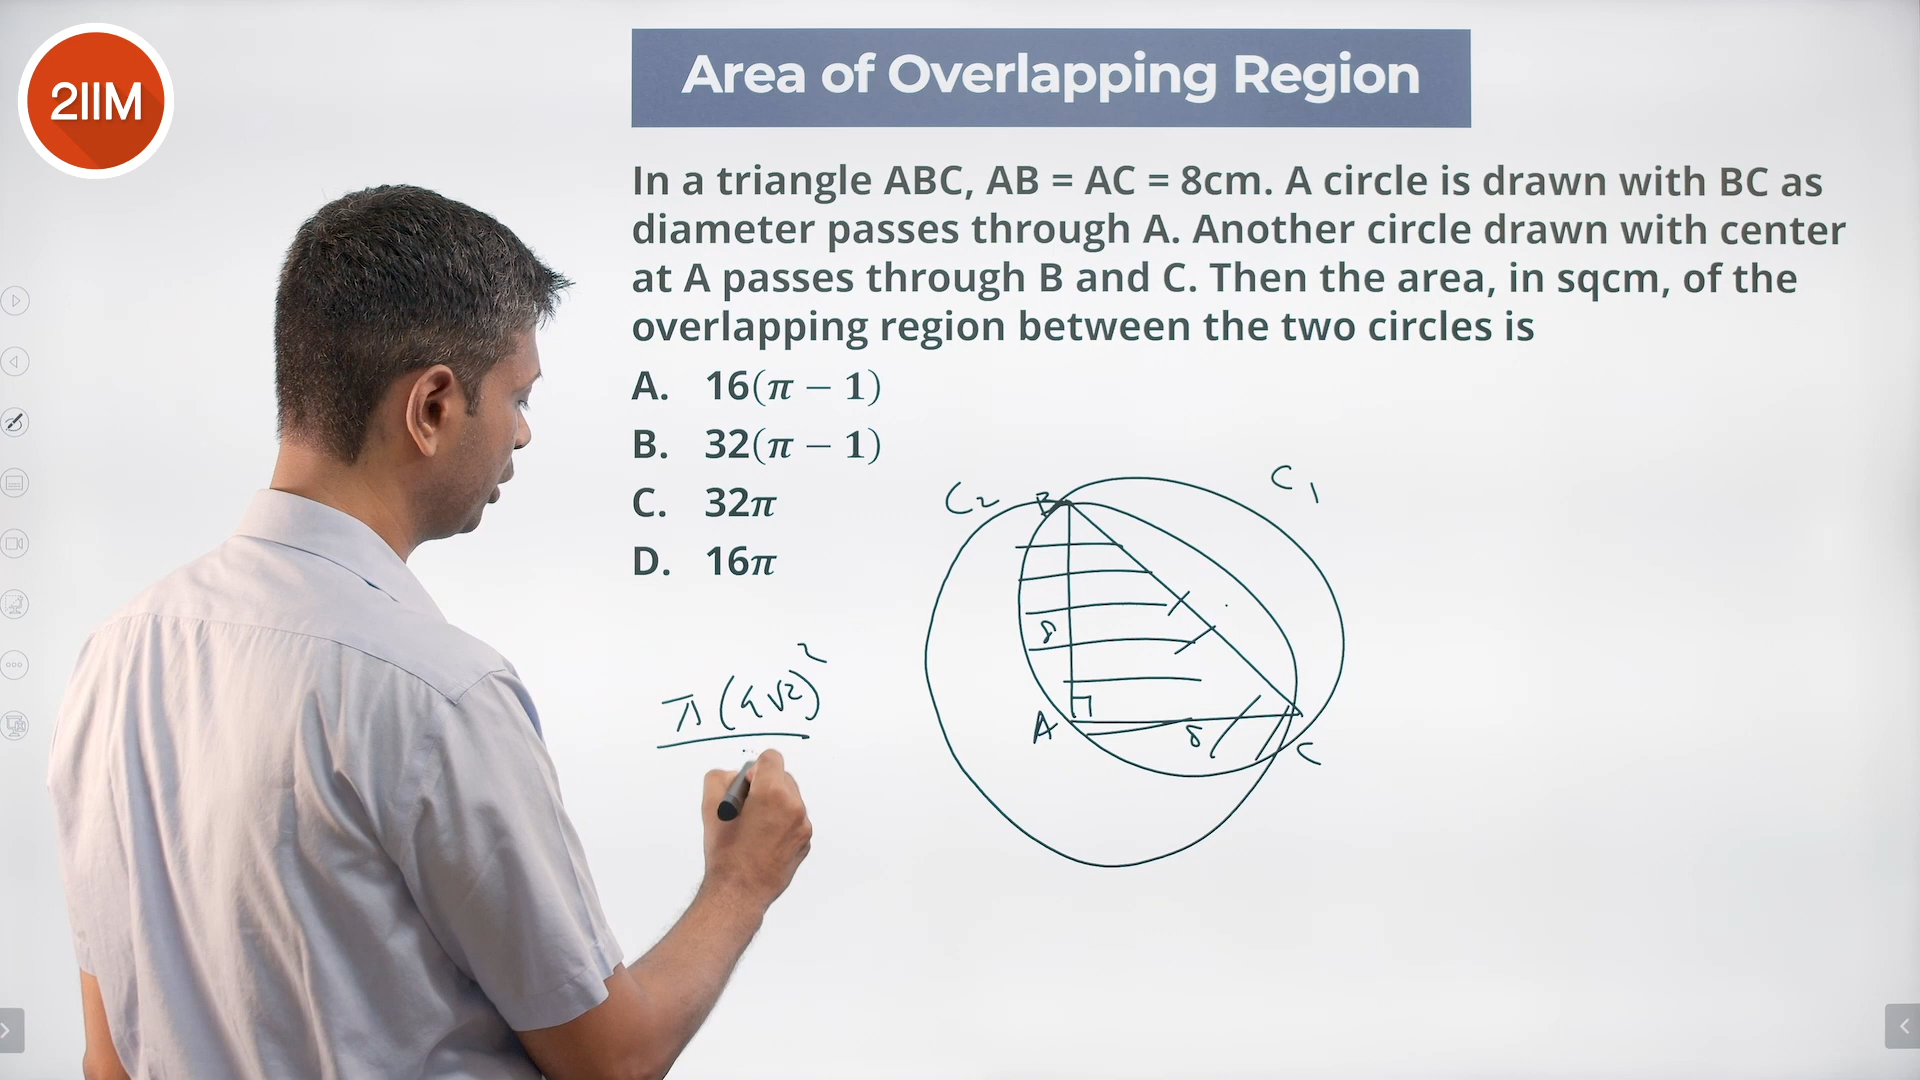 2IIM
Area of Overlapping Region
In a triangle ABC, AB = AC = 8cm. A circle is drawn with BC as
diameter passes through A. Another circle drawn with center
at A passes through B and C. Then the area, in sqcm, of the
overlapping region between the two circles is
A. 16(π − 1)
B. 32(π − 1)
C. 32π
D. 16π
C1
C2
B
8
π(4√2)²
A
8
C